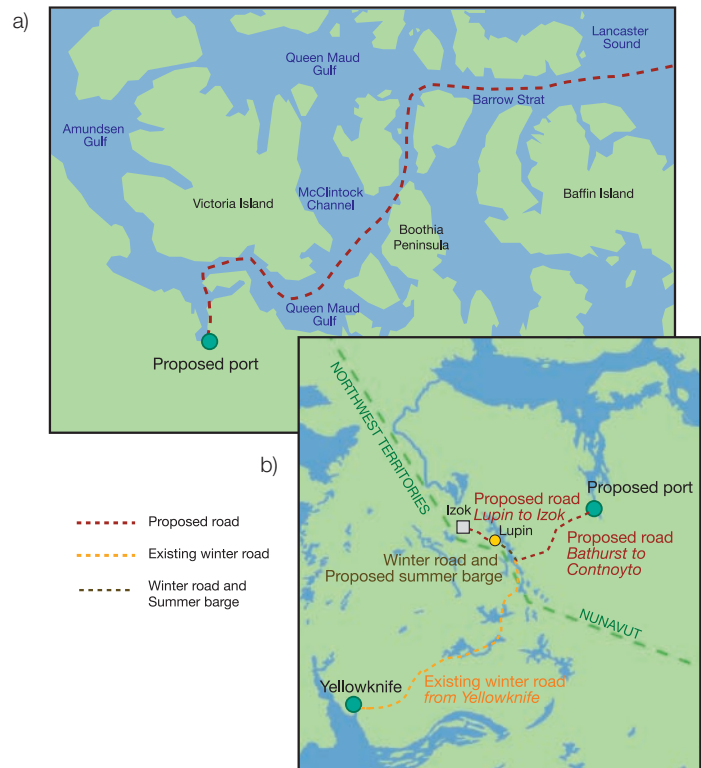 a)
Lancaster
Sound
Queen Maud
Gulf
Barrow Strat
Amundsen
Gulf
McClintock
Channel
Victoria Island
Baffin Island
Boothia
Peninsula
Queen Maud
Gulf
Proposed port
b)
NORTHWEST TERRITORIES
Proposed port
Proposed road
Lupin to Izok
Izok
Lupin
Proposed road
Bathurst to
Contnoyto
Winter road and
Proposed summer barge
NUNAVUT
Existing winter road
from Yellowknife
Yellowknife
Proposed road
Existing winter road
Winter road and
Summer barge